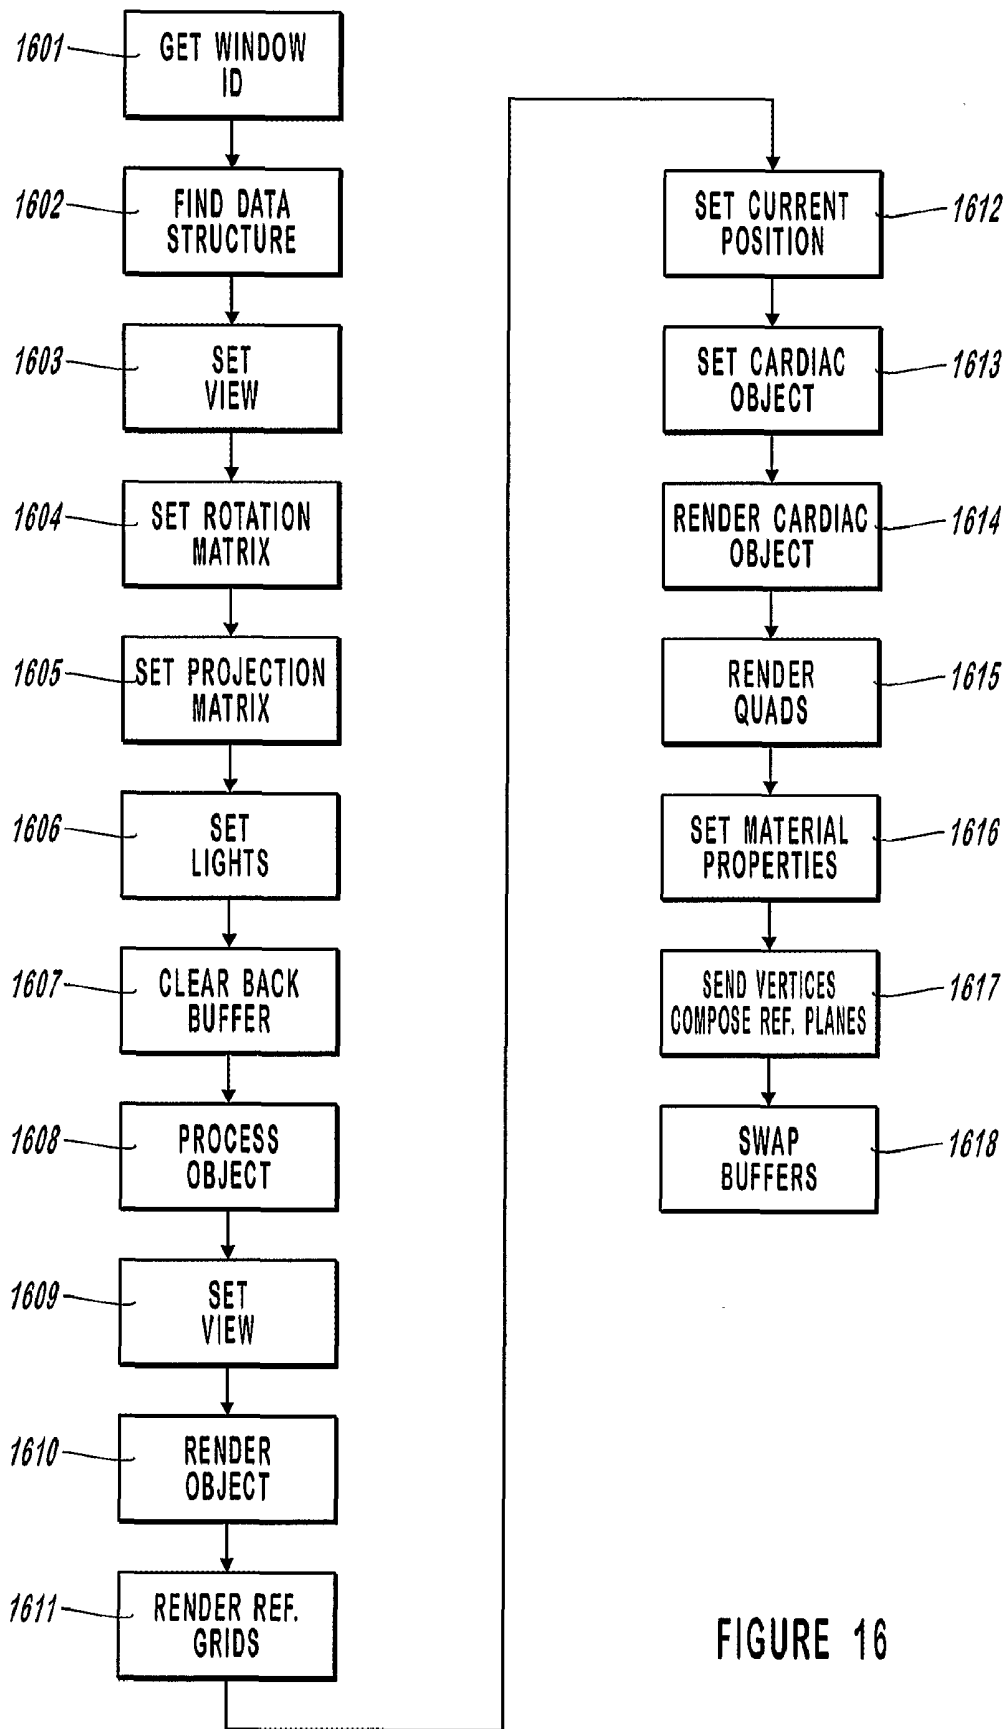 1601
GET WINDOW
ID
1602
FIND DATA
STRUCTURE
1603
SET
VIEW
1604
SET ROTATION
MATRIX
1605
SET PROJECTION
MATRIX
1606
SET
LIGHTS
1607
CLEAR BACK
BUFFER
1608
PROCESS
OBJECT
1609
SET
VIEW
1610
RENDER
OBJECT
1611
RENDER REF.
GRIDS
SET CURRENT
POSITION
1612
SET CARDIAC
OBJECT
1613
RENDER CARDIAC
OBJECT
1614
RENDER
QUADS
1615
SET MATERIAL
PROPERTIES
1616
SEND VERTICES
COMPOSE REF. PLANES
1617
SWAP
BUFFERS
1618
FIGURE 16